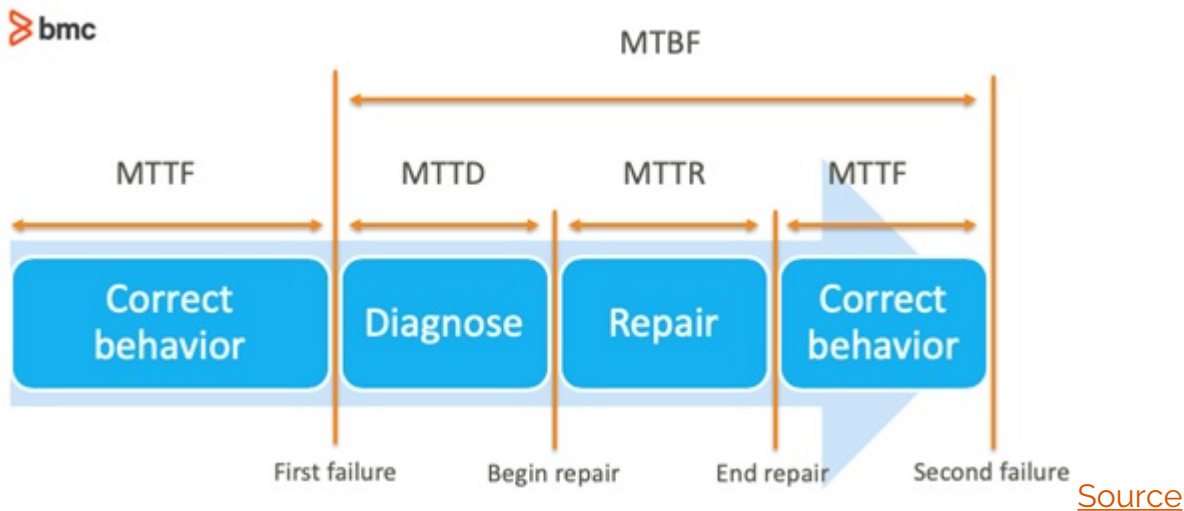 bmc
MTBF
MTTF
MTTD
MTTR
MTTF
Correct
behavior
Diagnose
Repair
Correct
behavior
First failure
Begin repair
End repair
Second failure
Source